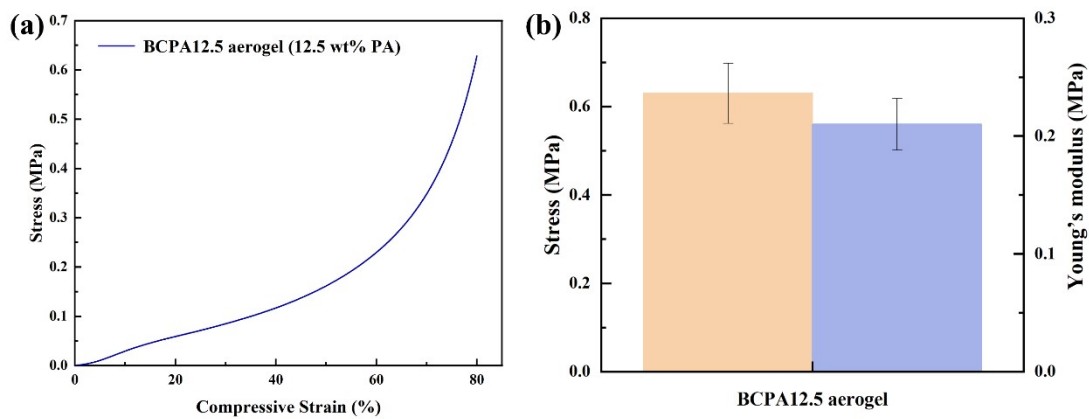 (a)
BCPA12.5 aerogel (12.5 wt% PA)
Stress (MPa)
0.7
0.6
0.5
0.4
0.3
0.2
0.1
0.0
0 20 40 60 80
Compressive Strain (%)
(b)
Stress (MPa)
0.8
0.6
0.4
0.2
0.0
BCPA12.5 aerogel
0.3
0.2
0.1
0.0
Young's modulus (MPa)